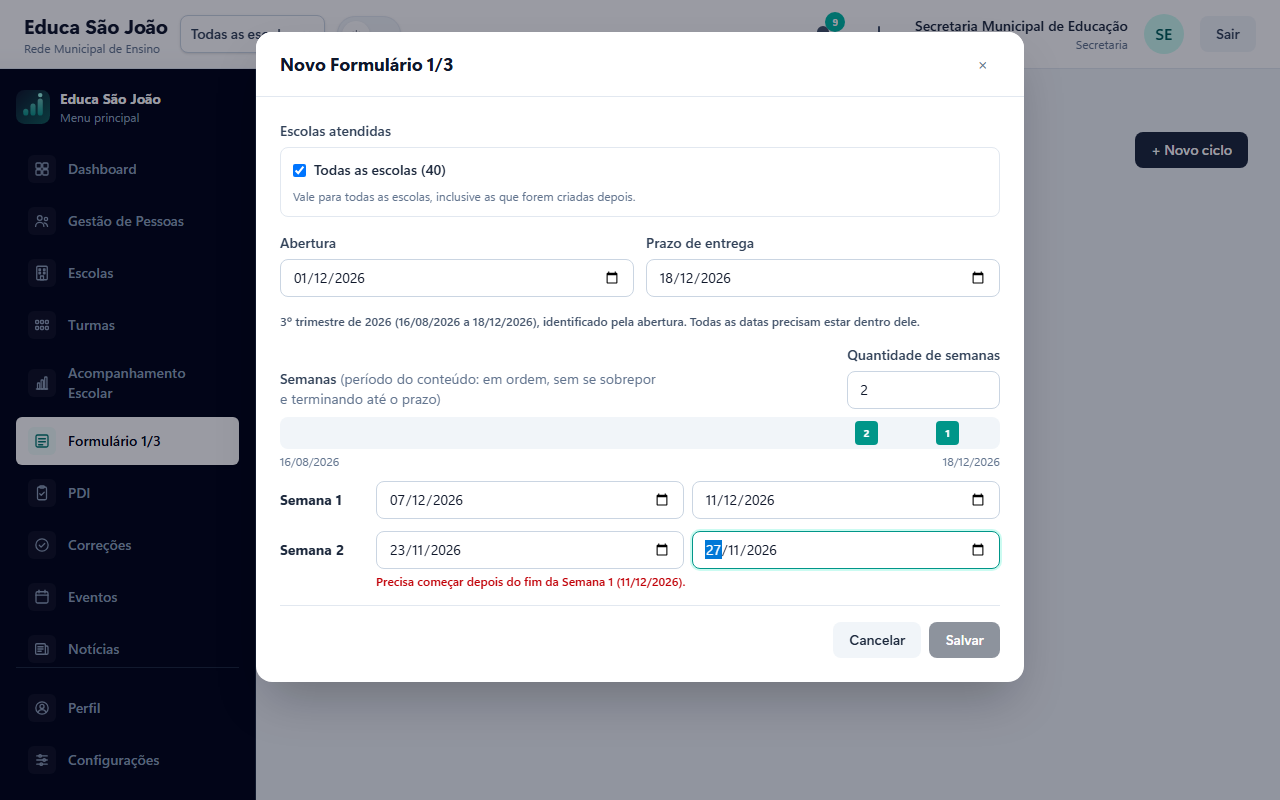 Educa São João
Rede Municipal de Ensino
Todas as esc
9
Secretaria Municipal de Educação
Secretaria
SE
Sair
Educa São João
Menu principal
Dashboard
Gestão de Pessoas
Escolas
Turmas
Acompanhamento
Escolar
Formulário 1/3
PDI
Correções
Eventos
Notícias
Perfil
Configurações
+ Novo ciclo
Novo Formulário 1/3
×
Escolas atendidas
Todas as escolas (40)
Vale para todas as escolas, inclusive as que forem criadas depois.
Abertura
Prazo de entrega
01/12/2026
18/12/2026
3º trimestre de 2026 (16/08/2026 a 18/12/2026), identificado pela abertura. Todas as datas precisam estar dentro dele.
Quantidade de semanas
Semanas (período do conteúdo: em ordem, sem se sobrepor
e terminando até o prazo)
2
2
1
16/08/2026
18/12/2026
Semana 1
07/12/2026
11/12/2026
Semana 2
23/11/2026
27/11/2026
Precisa começar depois do fim da Semana 1 (11/12/2026).
Cancelar
Salvar